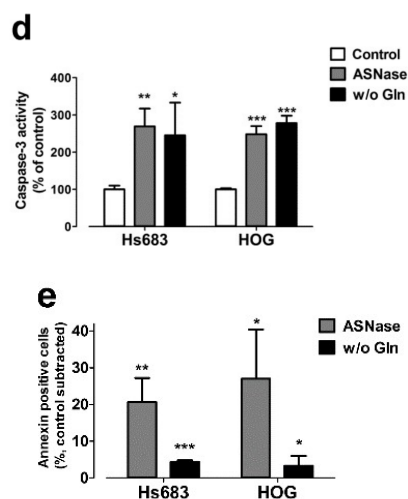 d
Control
ASNase
w/o Gln
Caspase-3 activity
(% of control)
400
300
200
100
0
** *
*** ***
Hs683 HOG
e
ASNase
w/o Gln
Annexin positive cells
(%, control subtracted)
40
30
20
10
0
** *** * *
Hs683 HOG